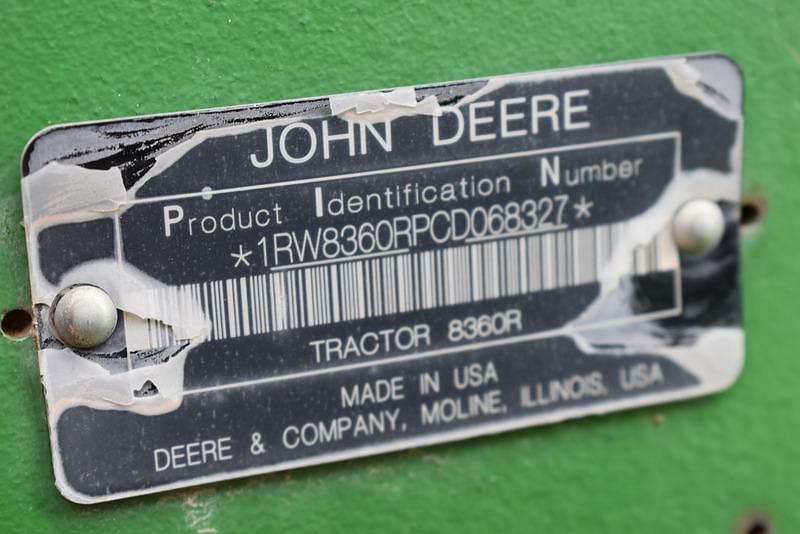 JOHN DEERE
Product Identification Number
*1RW8360RPCD068327*
TRACTOR 8360R
MADE IN USA
DEERE & COMPANY, MOLINE, ILLINOIS, USA